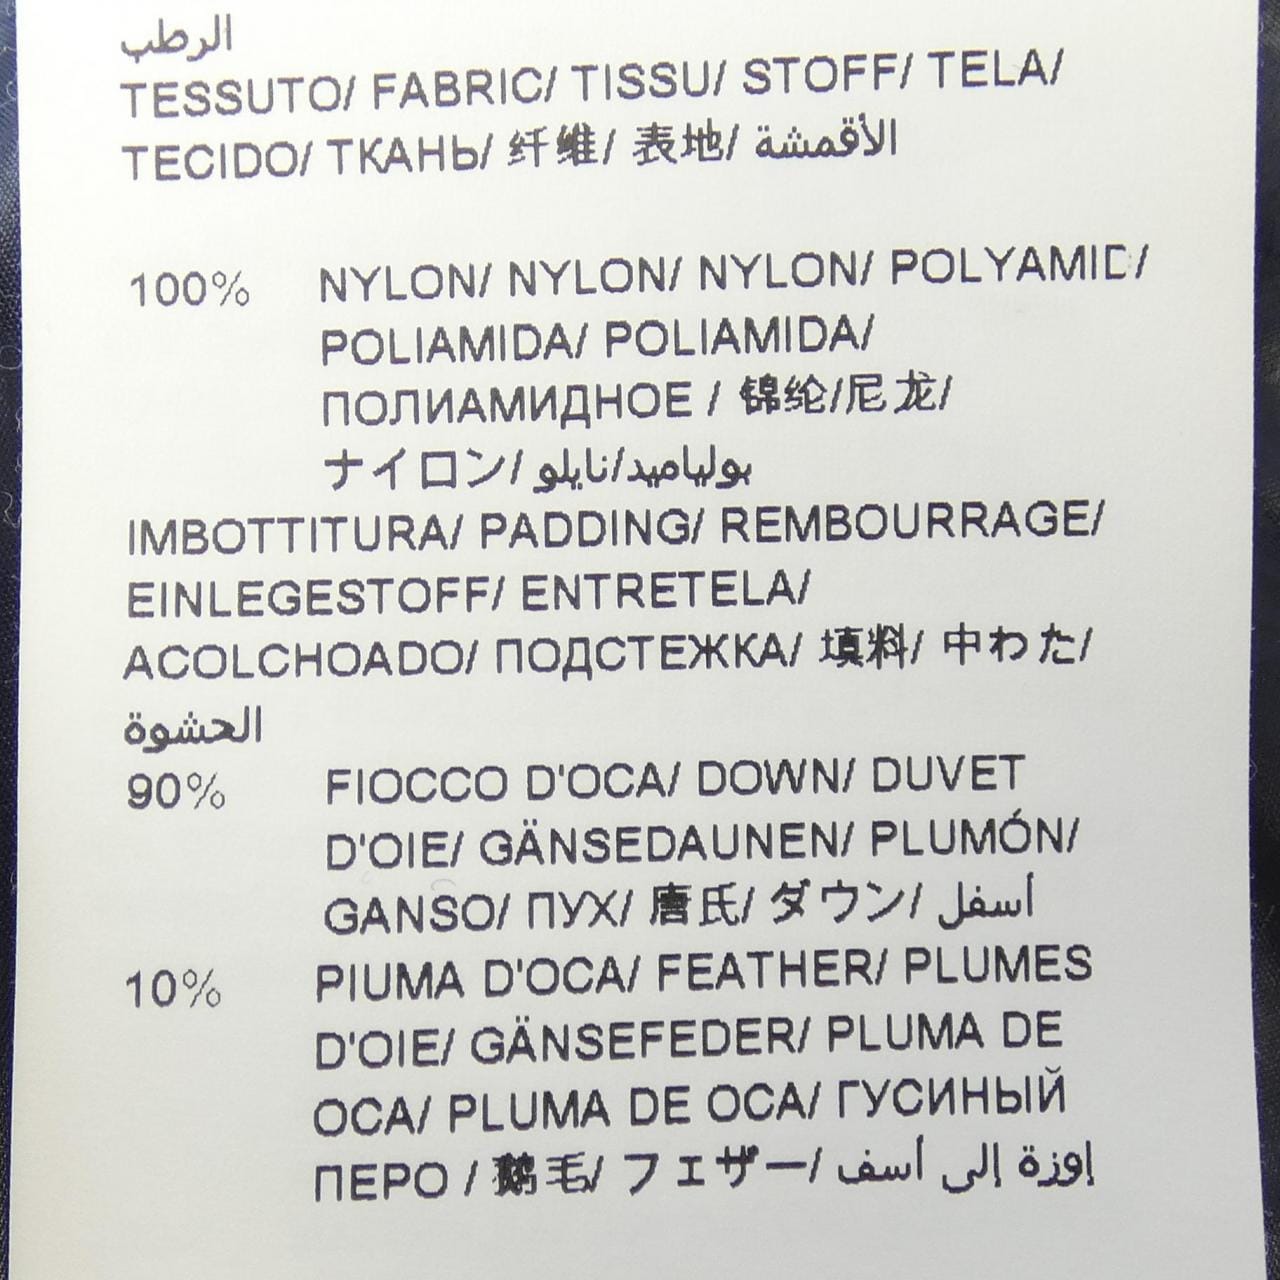 الرطب
TESSUTO/ FABRIC/ TISSU/ STOFF/ TELA/
TECIDO/ ТКАНЬ/ 纤维/ 表地/ الأقمشة
100% NYLON/ NYLON/ NYLON/ POLYAMID/
POLIAMIDA/ POLIAMIDA/
ПОЛИАМИДНОЕ / 锦纶/尼龙/
ナイロン/ بولياميد/نايلو
IMBOTTITURA/ PADDING/ REMBOURRAGE/
EINLEGESTOFF/ ENTRETELA/
ACOLCHOADO/ ПОДСТЕЖКА/ 填料/ 中わた/
الحشوة
90% FIOCCO D'OCA/ DOWN/ DUVET
D'OIE/ GÄNSEDAUNEN/ PLUMÓN/
GANSO/ ПУХ/ 唐氏/ ダウン/ أسفل
10% PIUMA D'OCA/ FEATHER/ PLUMES
D'OIE/ GÄNSEFEDER/ PLUMA DE
OCA/ PLUMA DE OCA/ ГУСИНЫЙ
ПЕРО / 鹅毛/ フェザー/ إوزة إلى أسف